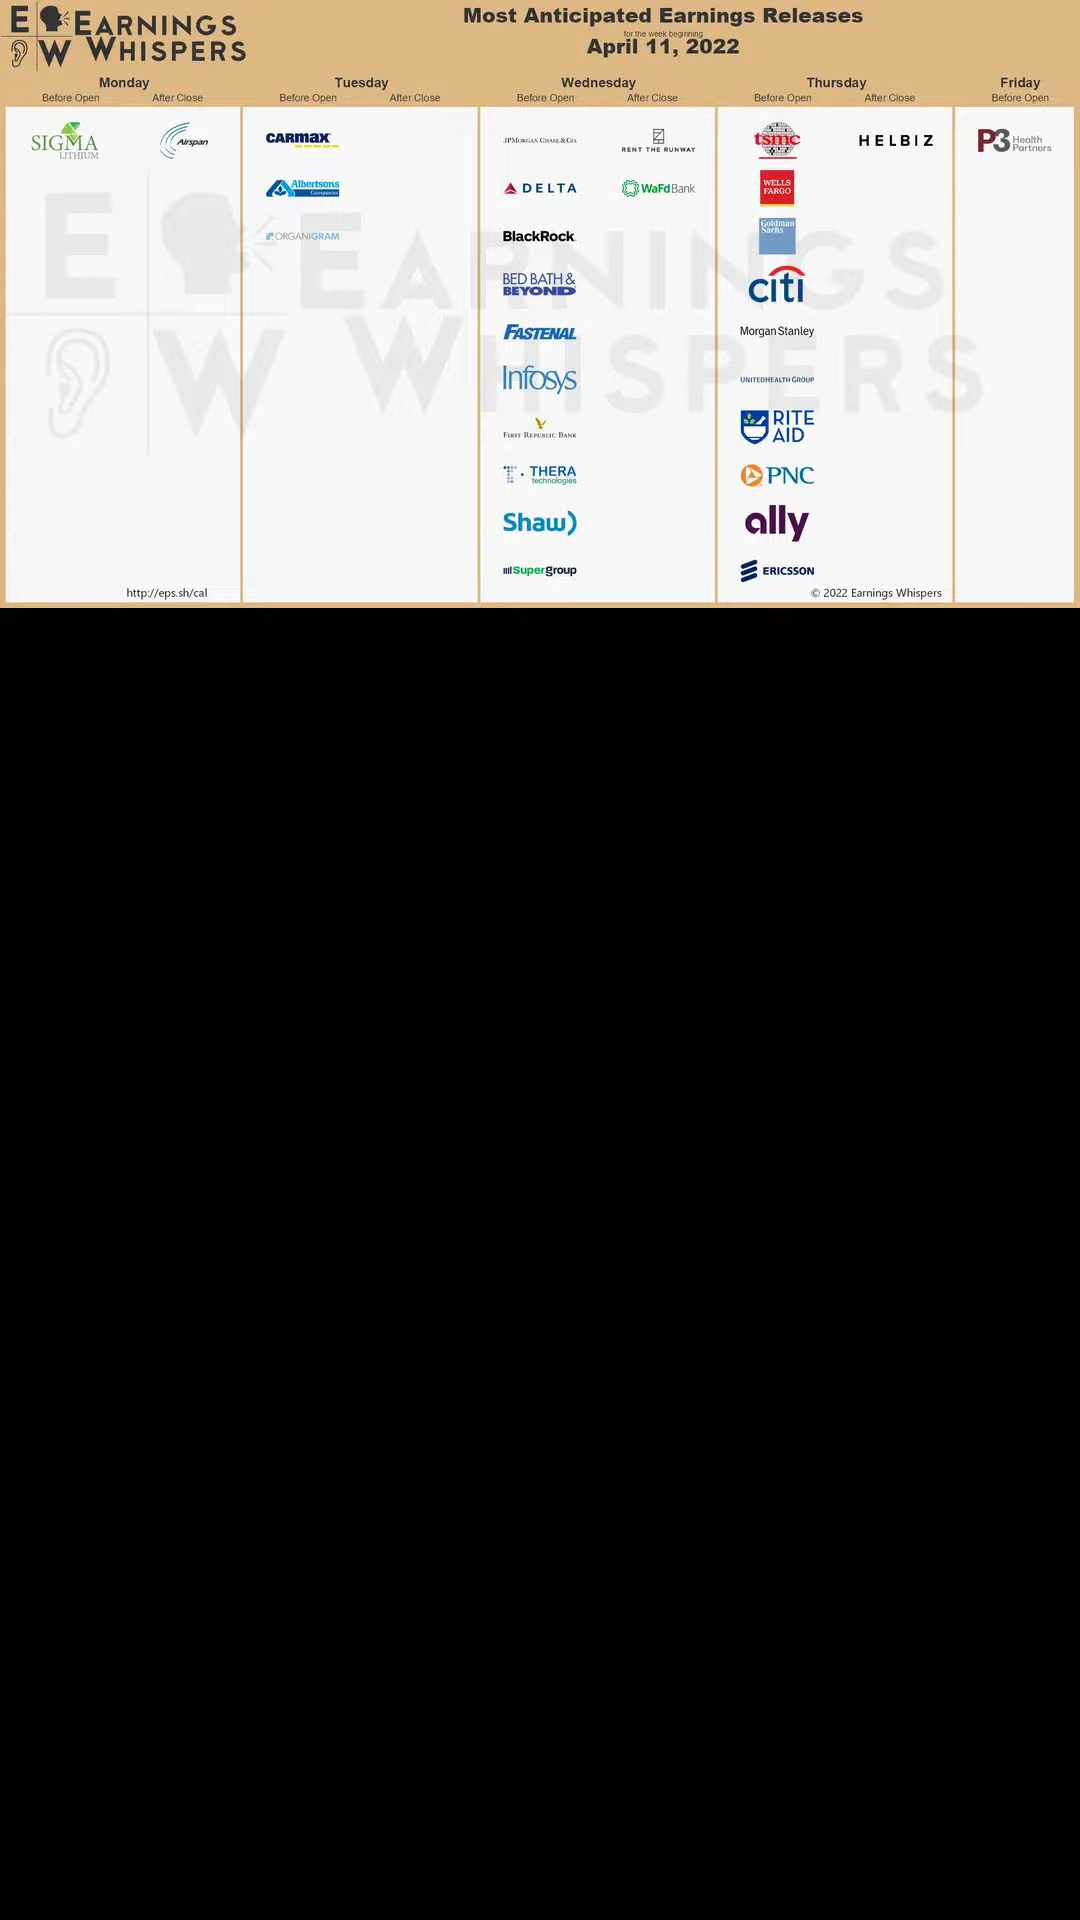 E EARNINGS
W WHISPERS
Most Anticipated Earnings Releases
for the week beginning
April 11, 2022
Monday
Before Open After Close
Tuesday
Before Open After Close
Wednesday
Before Open After Close
Thursday
Before Open After Close
Friday
Before Open
SIGMA
LITHIUM
Airspan
CARMAX
Albertsons
Companies
ORGANIGRAM
JPMORGAN CHASE & CO.
DELTA
BlackRock
BED BATH &
BEYOND
FASTENAL
Infosys
FIRST REPUBLIC BANK
THERA
technologies
Shaw)
Supergroup
RENT THE RUNWAY
WaFd Bank
tsmc
WELLS
FARGO
Goldman
Sachs
citi
Morgan Stanley
UNITEDHEALTH GROUP
RITE
AID
PNC
ally
ERICSSON
HELBIZ
P3 Health
Partners
E EARNINGS
W WHISPERS
http://eps.sh/cal
© 2022 Earnings Whispers